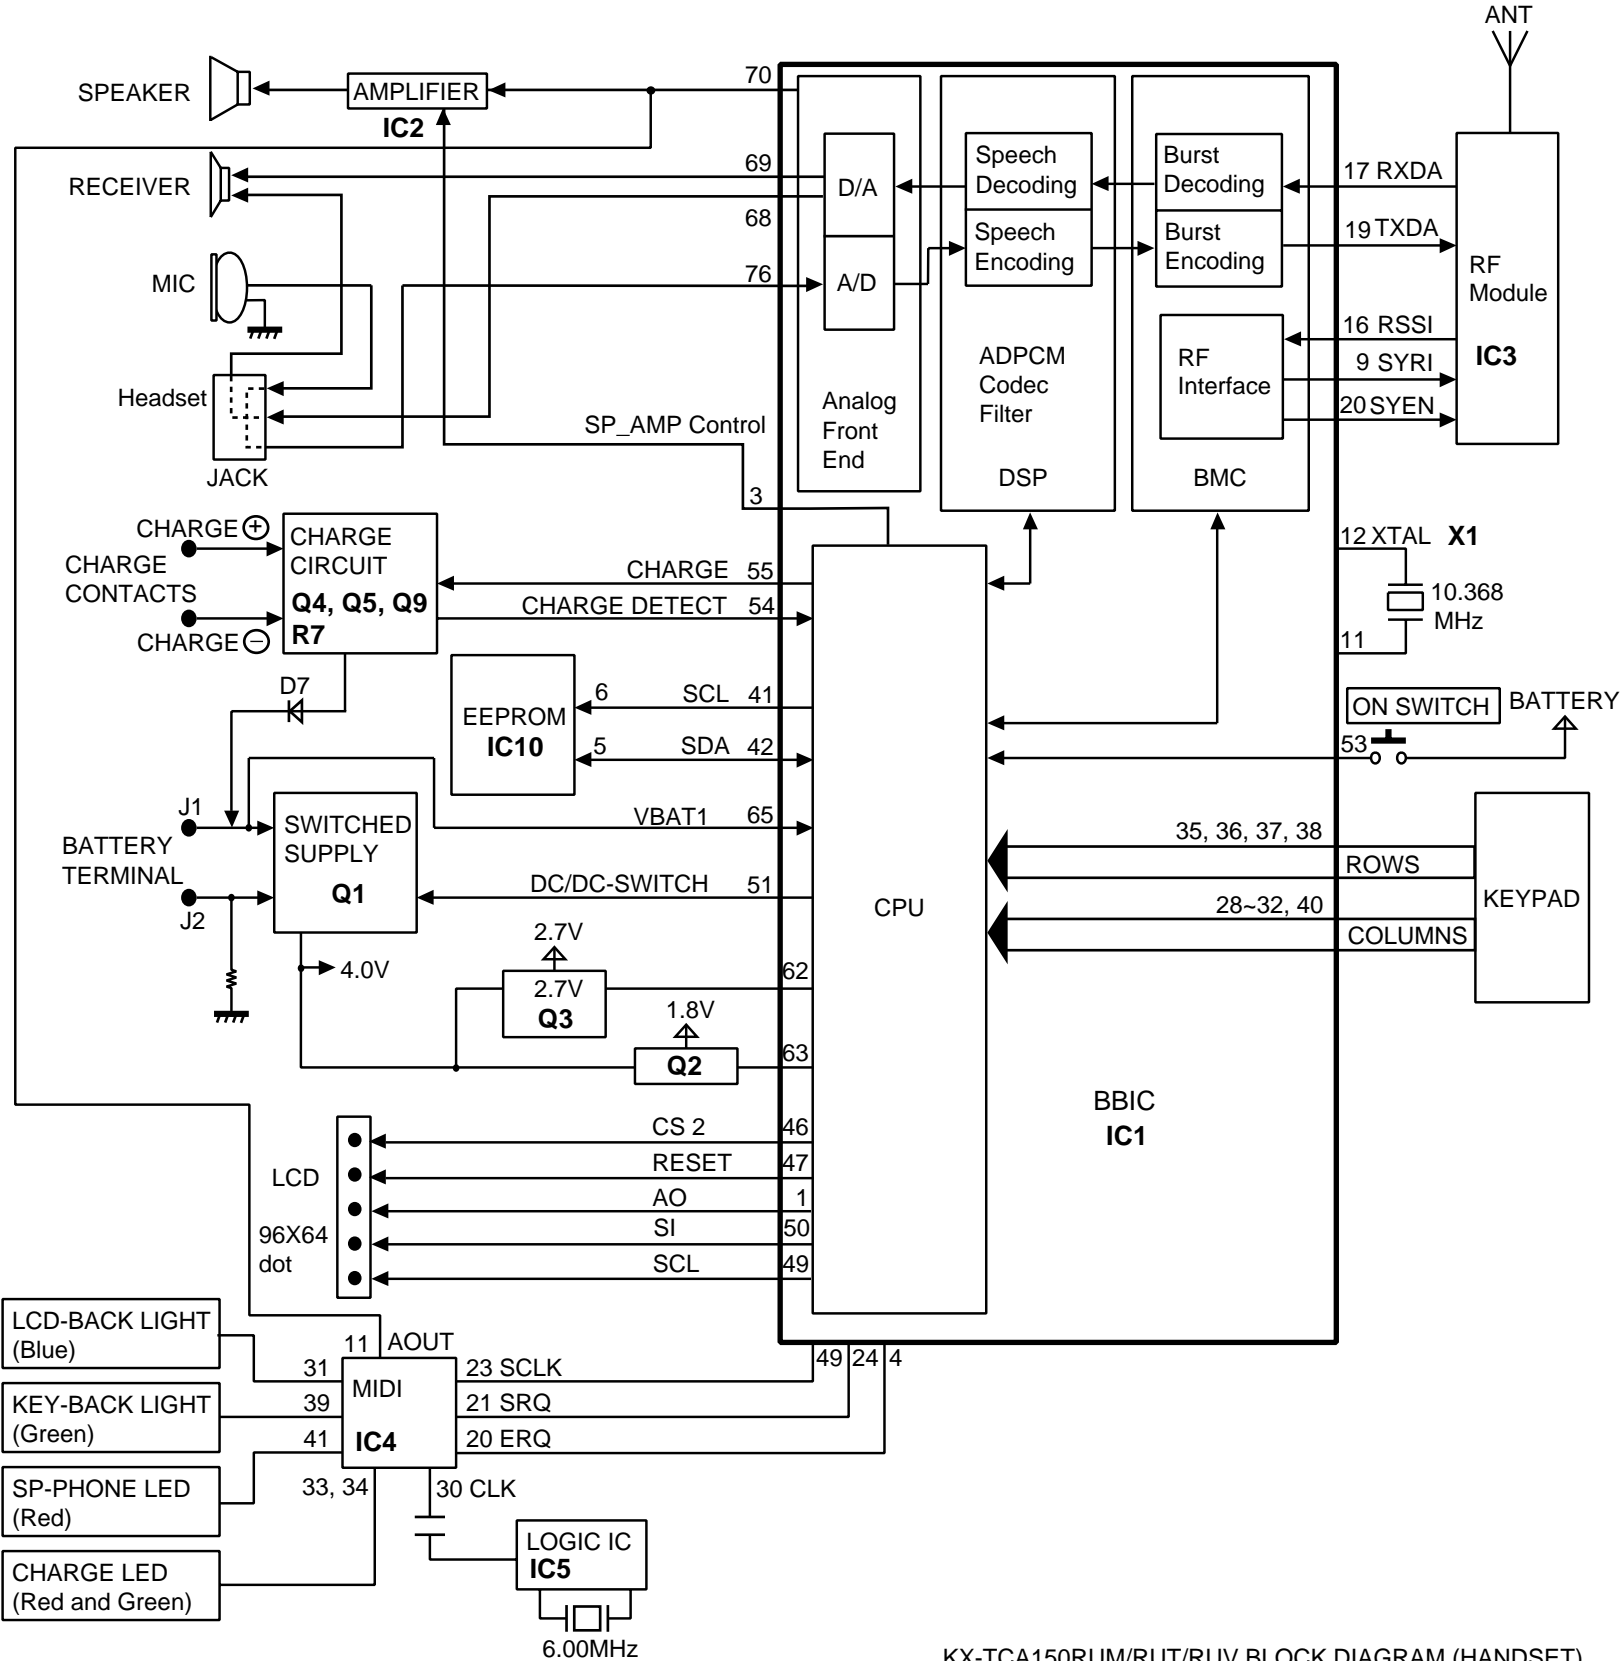 ANT
SPEAKER
AMPLIFIER
IC2
70
RECEIVER
69
68
MIC
76
Headset
JACK
SP_AMP Control
3
D/A
A/D
Analog
Front
End
Speech
Decoding
Speech
Encoding
ADPCM
Codec
Filter
DSP
Burst
Decoding
Burst
Encoding
RF
Interface
BMC
17 RXDA
19 TXDA
16 RSSI
9 SYRI
20 SYEN
RF
Module
IC3
CHARGE +
CHARGE
CONTACTS
CHARGE −
CHARGE
CIRCUIT
Q4, Q5, Q9
R7
CHARGE 55
CHARGE DETECT 54
12 XTAL X1
10.368
MHz
11
D7
EEPROM
IC10
6 SCL 41
5 SDA 42
ON SWITCH
BATTERY
53
J1
BATTERY
TERMINAL
J2
SWITCHED
SUPPLY
Q1
VBAT1 65
DC/DC-SWITCH 51
4.0V
2.7V
2.7V
Q3
62
1.8V
Q2
63
CPU
35, 36, 37, 38
ROWS
28~32, 40
COLUMNS
KEYPAD
BBIC
IC1
LCD
96X64
dot
CS 2 46
RESET 47
AO 1
SI 50
SCL 49
LCD-BACK LIGHT
(Blue)
KEY-BACK LIGHT
(Green)
SP-PHONE LED
(Red)
CHARGE LED
(Red and Green)
11 AOUT
31
39
41
33, 34
MIDI
IC4
23 SCLK
21 SRQ
20 ERQ
49 24 4
30 CLK
LOGIC IC
IC5
6.00MHz
KX-TCA150RUM/RUT/RUV BLOCK DIAGRAM (HANDSET)